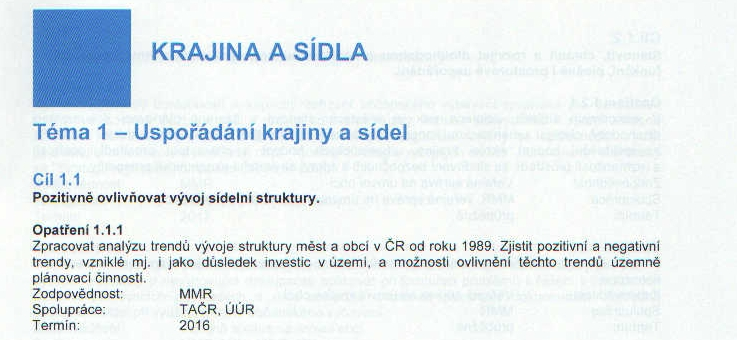 KRAJINA A SÍDLA
Téma 1 – Uspořádání krajiny a sídel
Cíl 1.1
Pozitivně ovlivňovat vývoj sídelní struktury.
Opatření 1.1.1
Zpracovat analýzu trendů vývoje struktury měst a obcí v ČR od roku 1989. Zjistit pozitivní a negativní
trendy, vzniklé mj. i jako důsledek investic v území, a možnosti ovlivnění těchto trendů územně
plánovací činností.
Zodpovědnost: MMR
Spolupráce: TAČR, ÚÚR
Termín: 2016